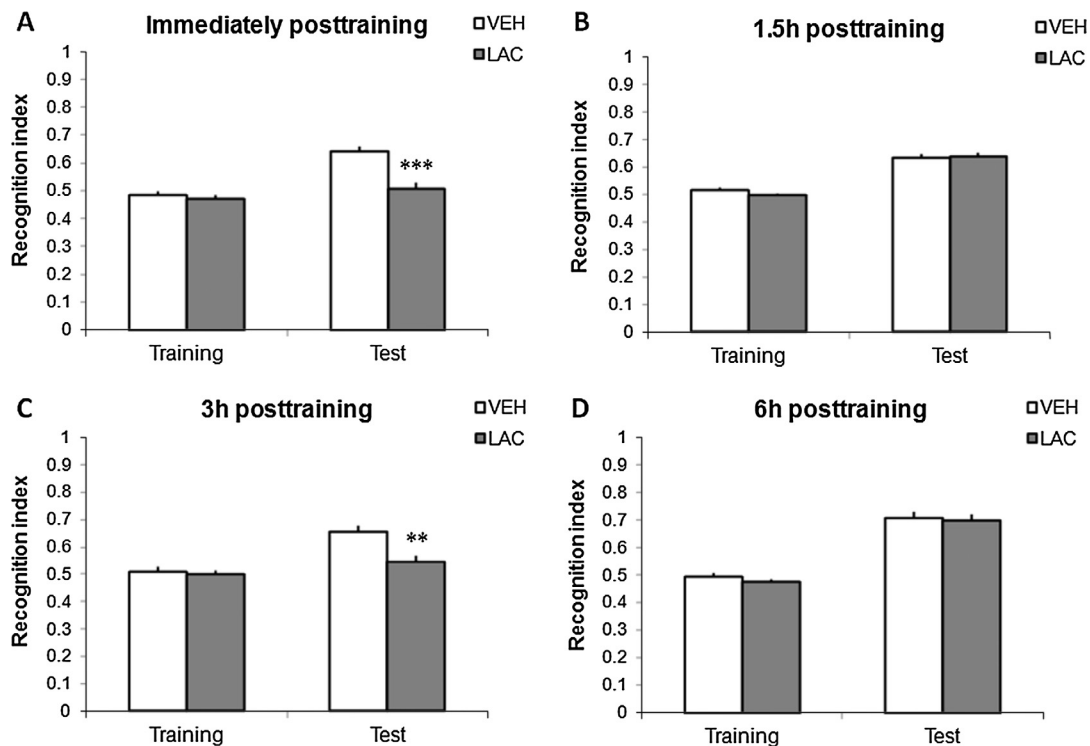 A
Immediately posttraining
VEH
LAC
Recognition index
1
0.9
0.8
0.7
0.6
0.5
0.4
0.3
0.2
0.1
0
***
Training
Test
B
1.5h posttraining
VEH
LAC
Recognition index
1
0.9
0.8
0.7
0.6
0.5
0.4
0.3
0.2
0.1
0
Training
Test
C
3h posttraining
VEH
LAC
Recognition index
1
0.9
0.8
0.7
0.6
0.5
0.4
0.3
0.2
0.1
0
**
Training
Test
D
6h posttraining
VEH
LAC
Recognition index
1
0.9
0.8
0.7
0.6
0.5
0.4
0.3
0.2
0.1
0
Training
Test